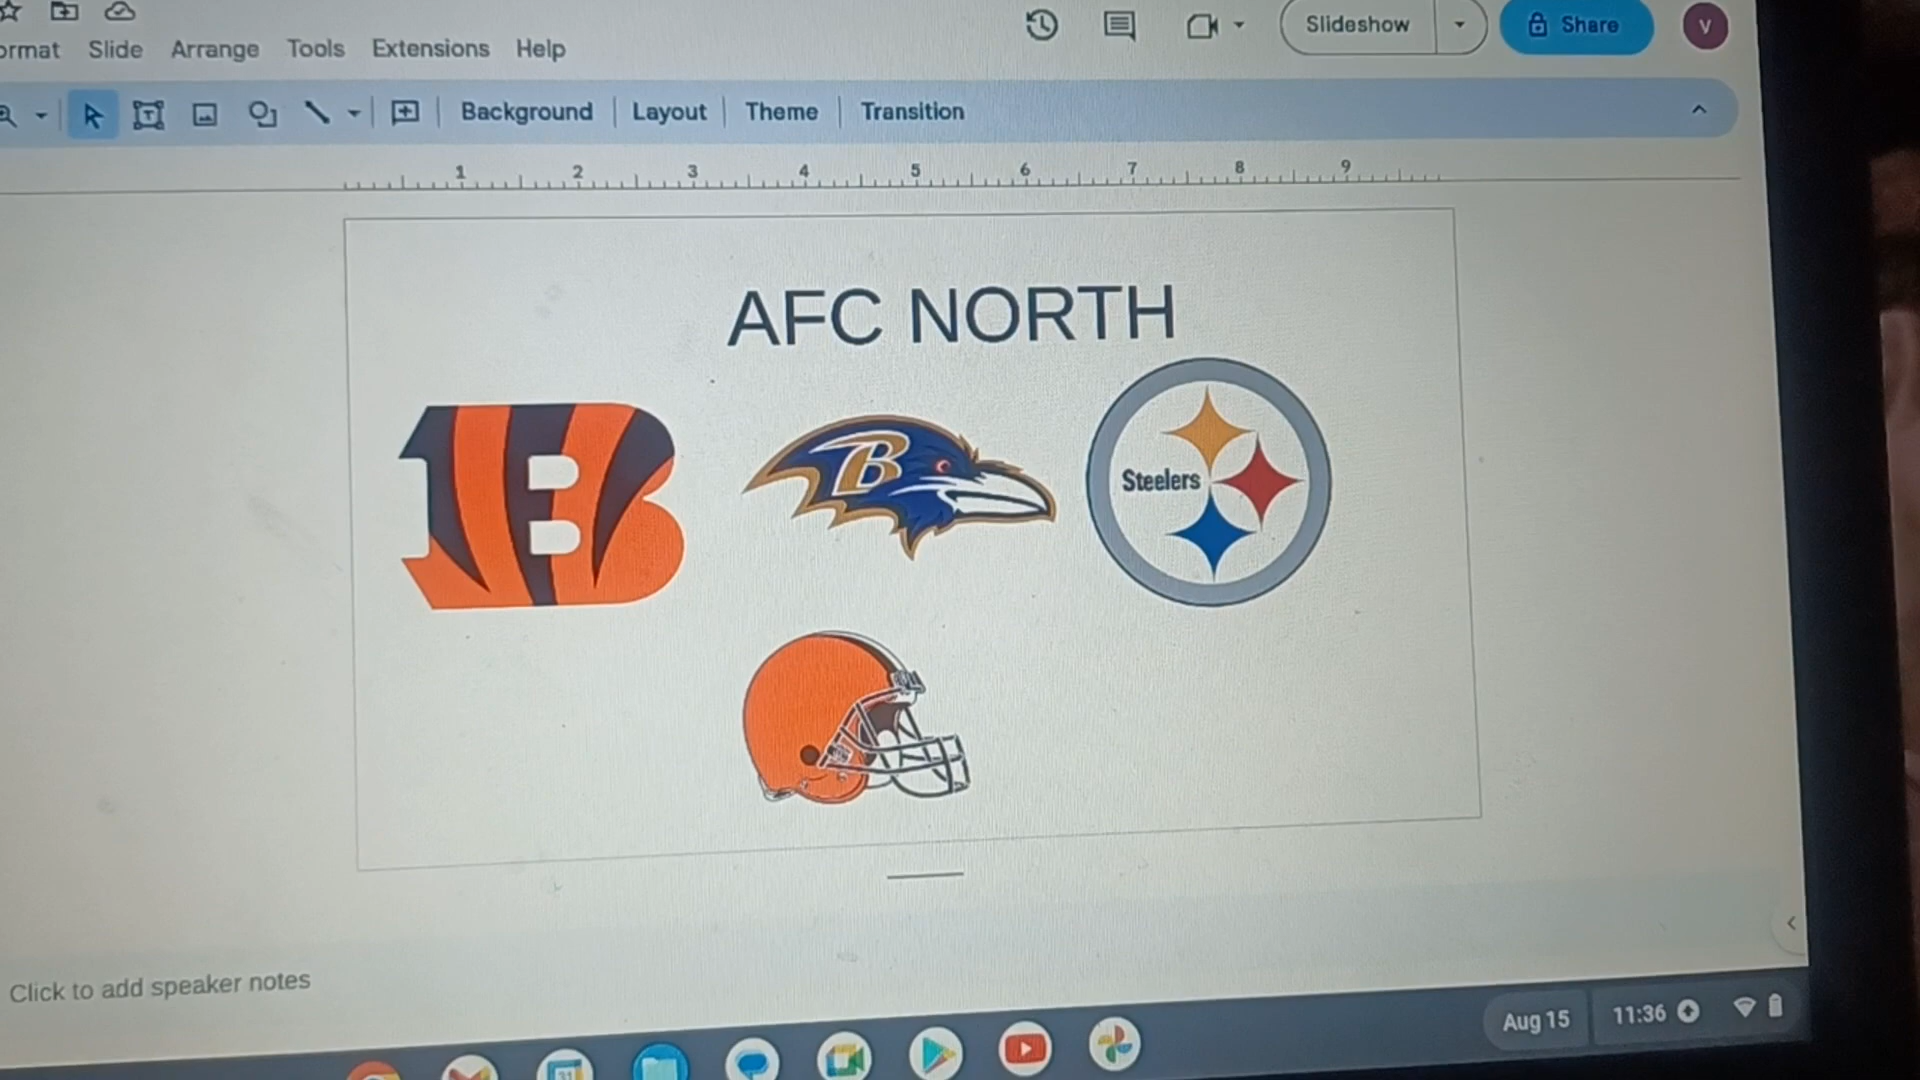 ormat Slide Arrange Tools Extensions Help
Slideshow
Share
V
Background Layout Theme Transition
1 2 3 4 5 6 7 8 9
AFC NORTH
B
Steelers
Click to add speaker notes
31
Aug 15
11:36